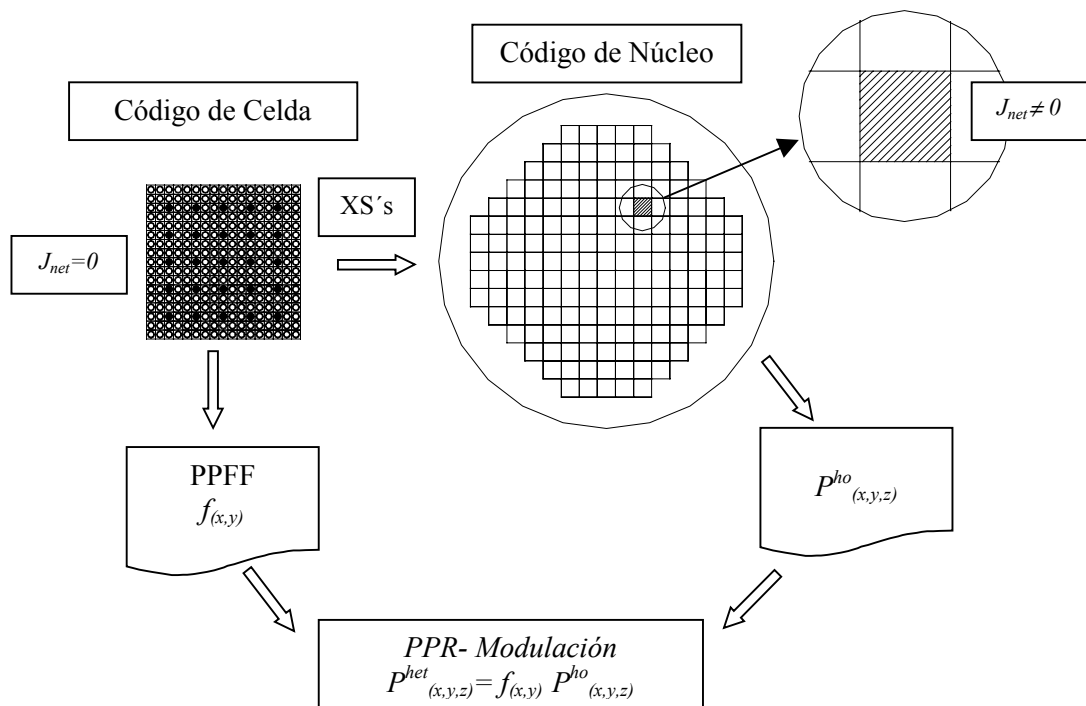 Código de Celda
Código de Núcleo
J_net≠0
XS´s
J_net=0
PPFF
f_(x,y)
P^ho_(x,y,z)
PPR- Modulación
P^het_(x,y,z)= f_(x,y) P^ho_(x,y,z)